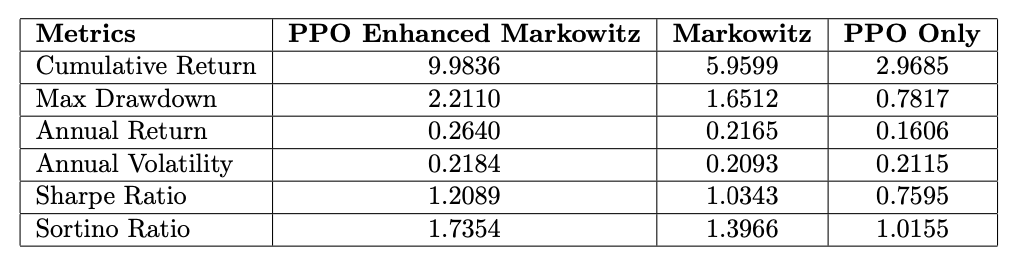 Metrics PPO Enhanced Markowitz Markowitz PPO Only
Cumulative Return 9.9836 5.9599 2.9685
Max Drawdown 2.2110 1.6512 0.7817
Annual Return 0.2640 0.2165 0.1606
Annual Volatility 0.2184 0.2093 0.2115
Sharpe Ratio 1.2089 1.0343 0.7595
Sortino Ratio 1.7354 1.3966 1.0155